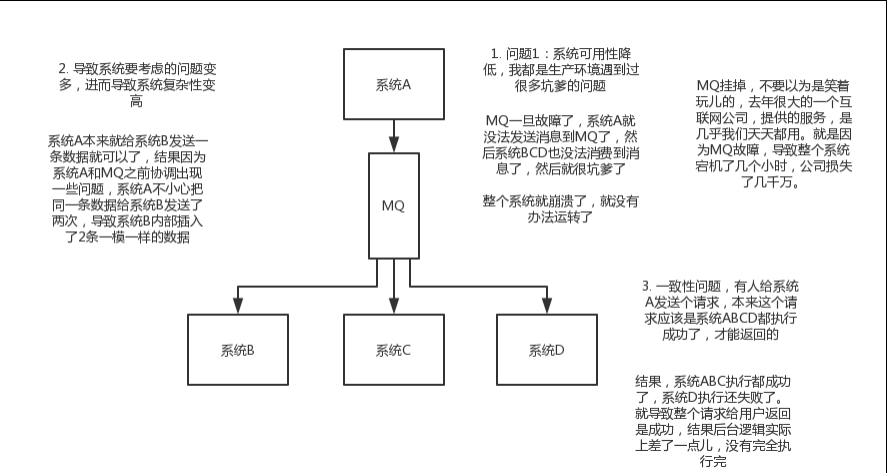 2. 导致系统要考虑的问题变
多，进而导致系统复杂性变
高
系统A本来就给系统B发送一
条数据就可以了，结果因为
系统A和MQ之前协调出现
一些问题，系统A不小心把
同一条数据给系统B发送了
两次，导致系统B内部插入
了2条一模一样的数据
系统A
MQ
系统B
系统C
系统D
1. 问题1：系统可用性降
低，我都是生产环境遇到过
很多坑爹的问题
MQ一旦故障了，系统A就
没法发送消息到MQ了，然
后系统BCD也没法消费到消
息了，然后就很坑爹了
整个系统就崩溃了，就没有
办法运转了
MQ挂掉，不要以为是笑着
玩儿的，去年很大的一个互
联网公司，提供的服务，是
几乎我们天天都用。就是因
为MQ故障，导致整个系统
宕机了几个小时，公司损失
了几千万。
3. 一致性问题，有人给系统
A发送个请求，本来这个请
求应该是系统ABCD都执行
成功了，才能返回的
结果，系统ABC执行都成功
了，系统D执行还失败了。
就导致整个请求给用户返回
是成功，结果后台逻辑实际
上差了一点儿，没有完全执
行完